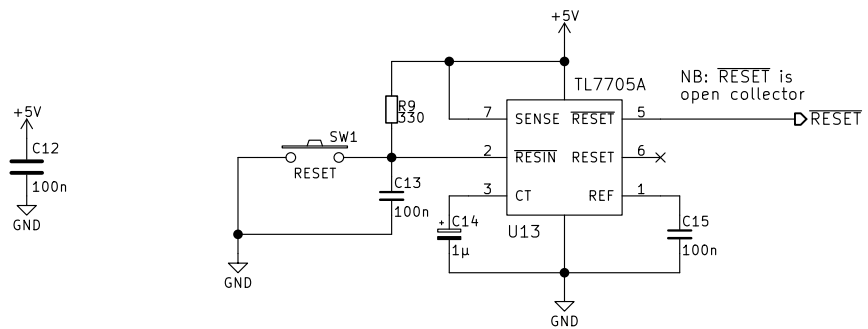 +5V
TL7705A
NB: RESET is
open collector
R9
330
7
SENSE
RESET
5
RESET
+5V
C12
100n
GND
SW1
RESET
2
RESIN
RESET
6
C13
100n
3
CT
REF
1
+
C14
1µ
U13
C15
100n
GND
GND